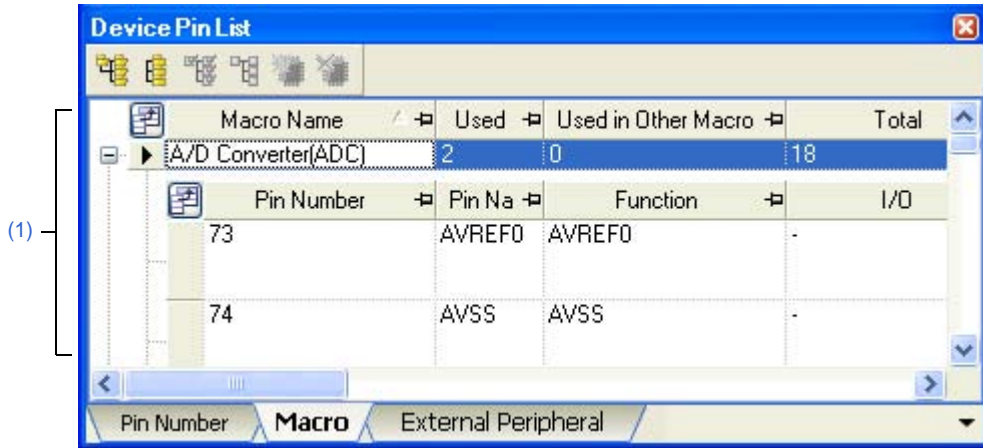 Device Pin List
Macro Name Used Used in Other Macro Total
A/D Converter(ADC) 2 0 18
Pin Number Pin Na Function I/O
(1)
73 AVREF0 AVREF0 -
74 AVSS AVSS -
Pin Number Macro External Peripheral